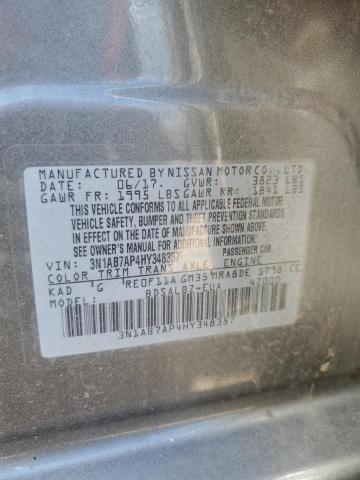 MANUFACTURED BY NISSAN MOTOR CO., LTD.
DATE: 06/17. GVWR: 3823 LBS
GAWR FR: 1995 LBS GAWR RR: 1841 LBS
THIS VEHICLE CONFORMS TO ALL APPLICABLE FEDERAL MOTOR
VEHICLE SAFETY, BUMPER AND THEFT PREVENTION STANDARDS
IN EFFECT ON THE DATE OF MANUFACTURE SHOWN ABOVE.
SEE OWNER'S MANUAL FOR ADDITIONAL INFORMATION.
PASSENGER CAR
VIN: 3N1AB7AP4HY348357
COLOR TRIM TRANS AXLE ENGINE
KAD G RE0F11A GM35 MRA8DE 1798 CC
BDSALBZ-EUA 47000
3N1AB7AP4HY348357